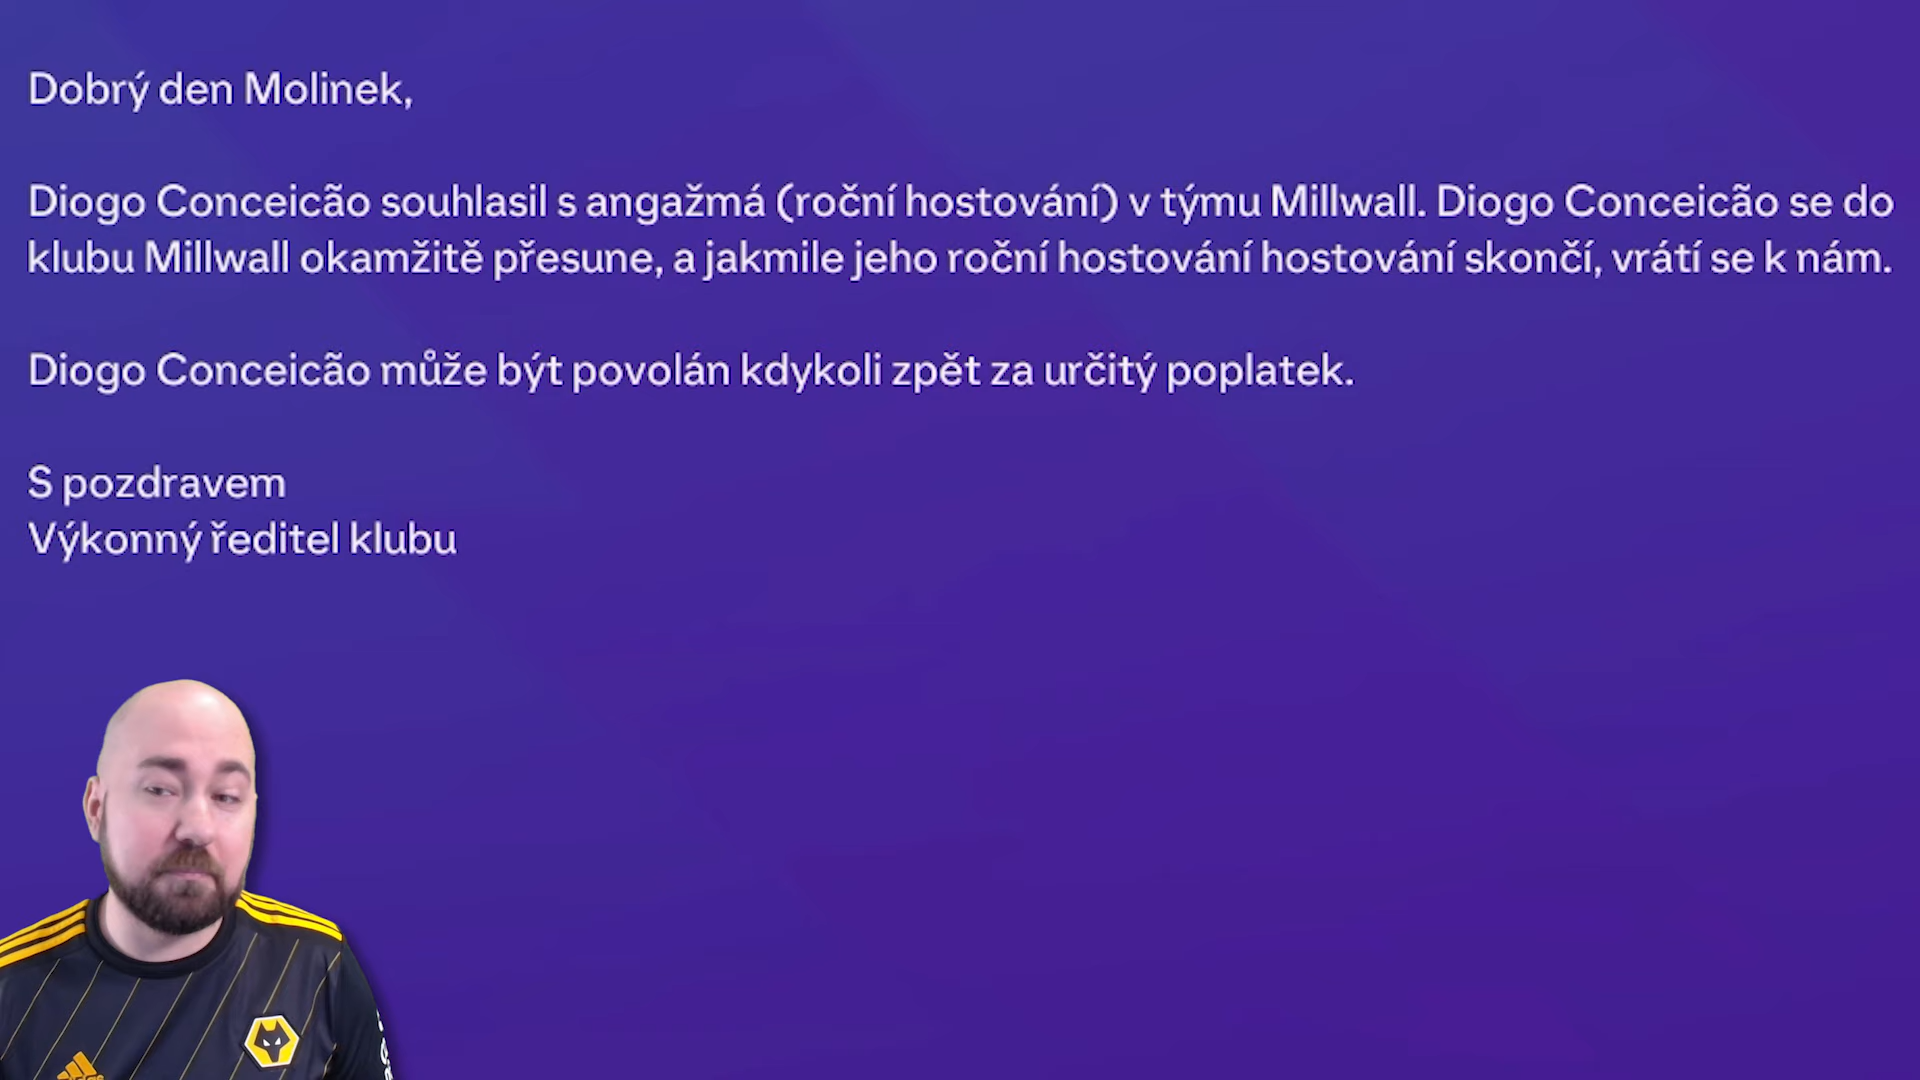 Dobrý den Molinek,
Diogo Conceicão souhlasil s angažmá (roční hostování) v týmu Millwall. Diogo Conceicão se do
klubu Millwall okamžitě přesune, a jakmile jeho roční hostování hostování skončí, vrátí se k nám.
Diogo Conceicão může být povolán kdykoli zpět za určitý poplatek.
S pozdravem
Výkonný ředitel klubu